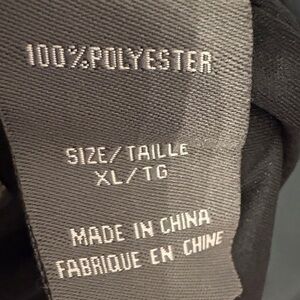 100%POLYESTER
SIZE/TAILLE
XL/TG
MADE IN CHINA
FABRIQUE EN CHINE